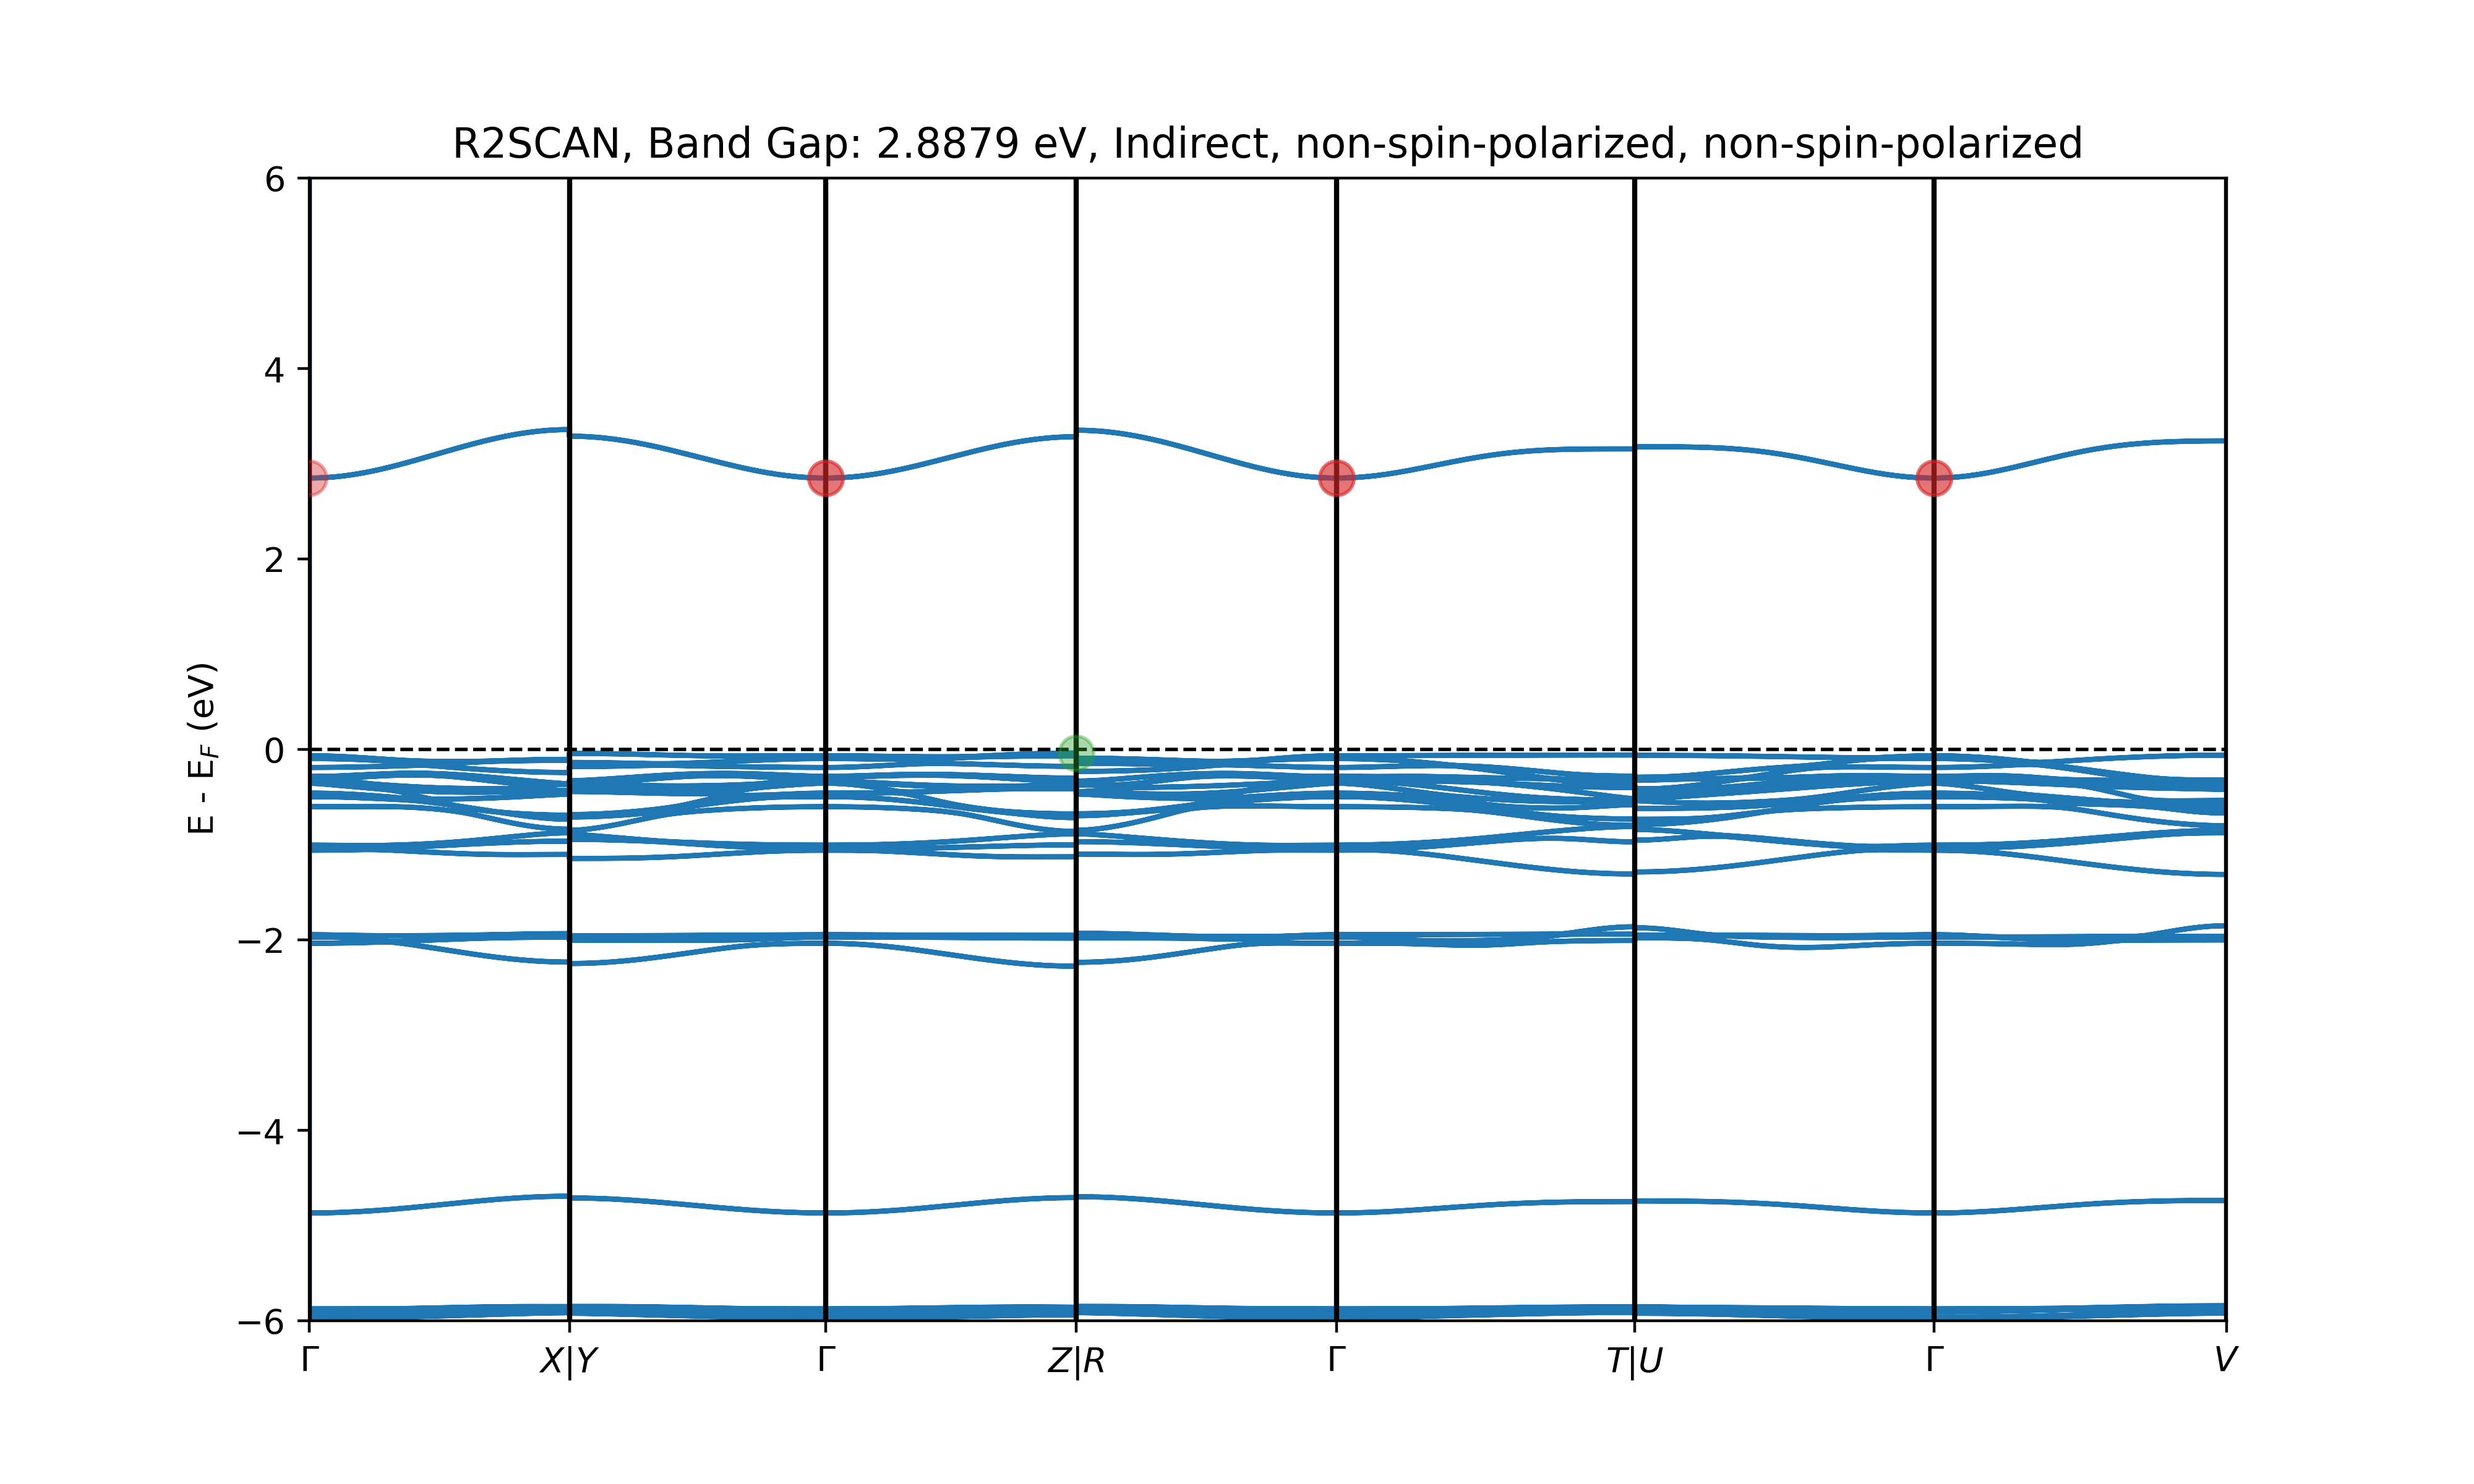 R2SCAN, Band Gap: 2.8879 eV, Indirect, non-spin-polarized, non-spin-polarized
6
4
2
0
−2
−4
−6
E - E_F (eV)
Γ X|Y Γ Z|R Γ T|U Γ V